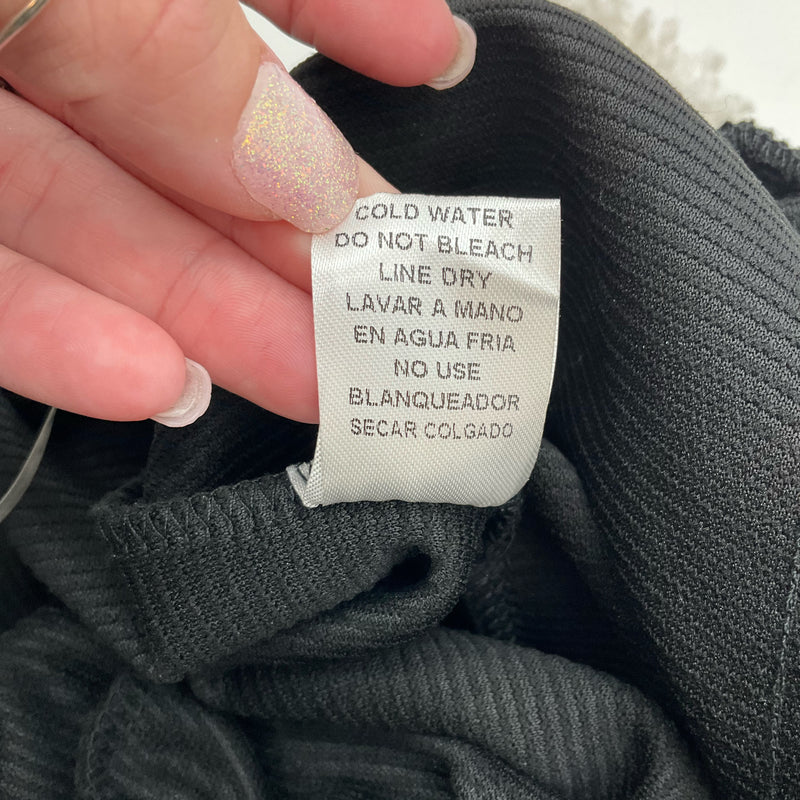 COLD WATER
DO NOT BLEACH
LINE DRY
LAVAR A MANO
EN AGUA FRIA
NO USE
BLANQUEADOR
SECAR COLGADO